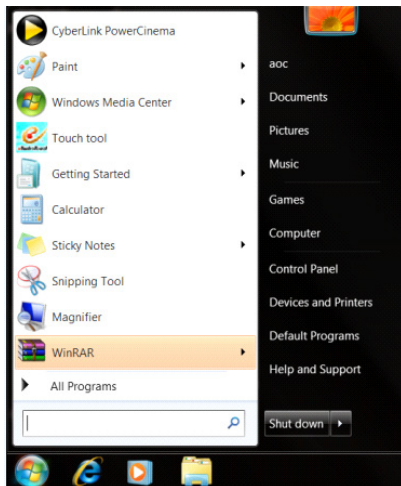 CyberLink PowerCinema
Paint
Windows Media Center
Touch tool
Getting Started
Calculator
Sticky Notes
Snipping Tool
Magnifier
WinRAR
All Programs
aoc
Documents
Pictures
Music
Games
Computer
Control Panel
Devices and Printers
Default Programs
Help and Support
Shut down